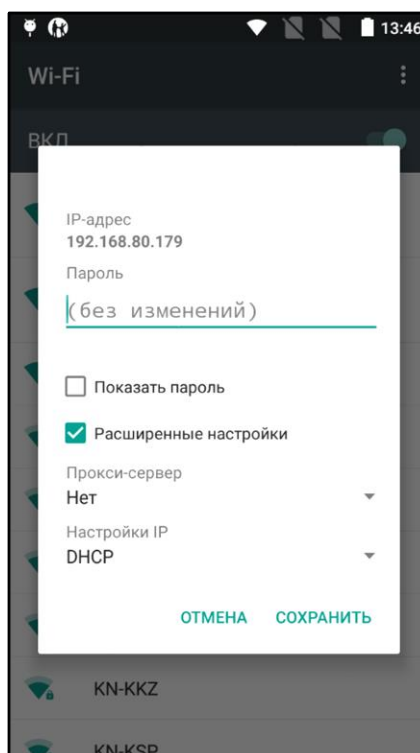 13:46
Wi-Fi
ВКЛ
IP-адрес
192.168.80.179
Пароль
(без изменений)
Показать пароль
Расширенные настройки
Прокси-сервер
Нет
Настройки IP
DHCP
ОТМЕНА СОХРАНИТЬ
KN-KKZ
KN-KSP